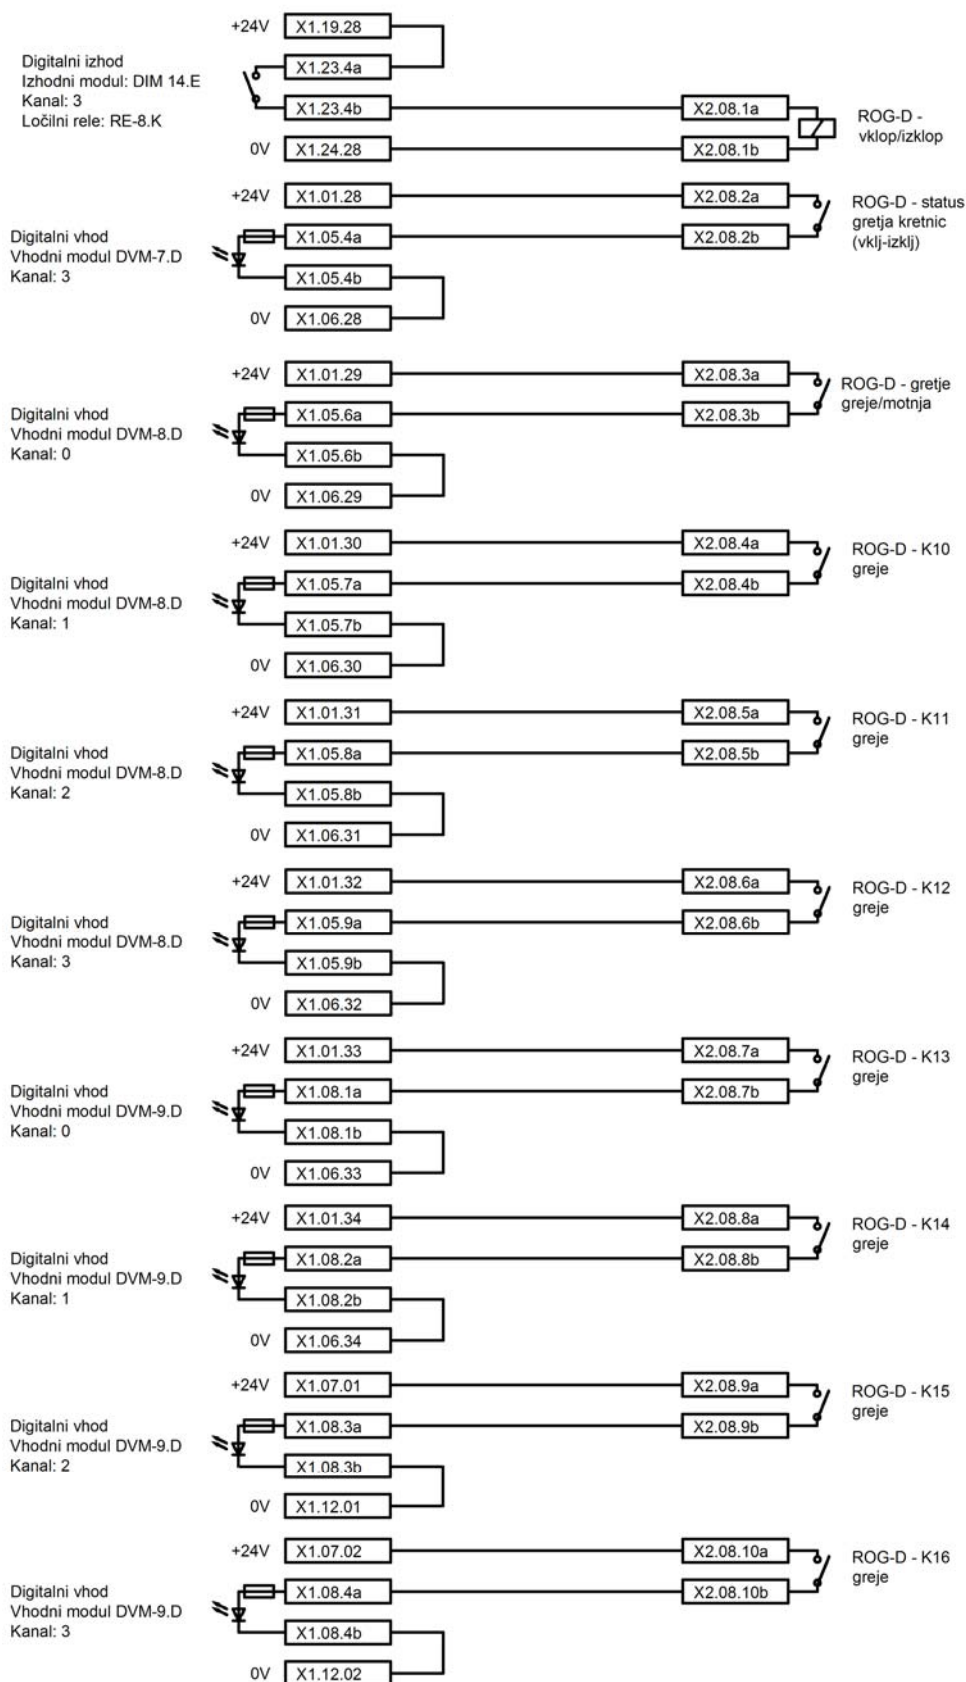 +24V X1.19.28
Digitalni izhod
Izhodni modul: DIM 14.E
Kanal: 3
Ločilni rele: RE-8.K
X1.23.4a
X1.23.4b X2.08.1a
0V X1.24.28 X2.08.1b
ROG-D -
vklop/izklop
+24V X1.01.28 X2.08.2a
Digitalni vhod
Vhodni modul DVM-7.D
Kanal: 3
X1.05.4a X2.08.2b
ROG-D - status
gretja kretnic
(vklj-izklj)
X1.05.4b
0V X1.06.28
+24V X1.01.29 X2.08.3a
Digitalni vhod
Vhodni modul DVM-8.D
Kanal: 0
X1.05.6a X2.08.3b
ROG-D - gretje
greje/motnja
X1.05.6b
0V X1.06.29
+24V X1.01.30 X2.08.4a
Digitalni vhod
Vhodni modul DVM-8.D
Kanal: 1
X1.05.7a X2.08.4b
ROG-D - K10
greje
X1.05.7b
0V X1.06.30
+24V X1.01.31 X2.08.5a
Digitalni vhod
Vhodni modul DVM-8.D
Kanal: 2
X1.05.8a X2.08.5b
ROG-D - K11
greje
X1.05.8b
0V X1.06.31
+24V X1.01.32 X2.08.6a
Digitalni vhod
Vhodni modul DVM-8.D
Kanal: 3
X1.05.9a X2.08.6b
ROG-D - K12
greje
X1.05.9b
0V X1.06.32
+24V X1.01.33 X2.08.7a
Digitalni vhod
Vhodni modul DVM-9.D
Kanal: 0
X1.08.1a X2.08.7b
ROG-D - K13
greje
X1.08.1b
0V X1.06.33
+24V X1.01.34 X2.08.8a
Digitalni vhod
Vhodni modul DVM-9.D
Kanal: 1
X1.08.2a X2.08.8b
ROG-D - K14
greje
X1.08.2b
0V X1.06.34
+24V X1.07.01 X2.08.9a
Digitalni vhod
Vhodni modul DVM-9.D
Kanal: 2
X1.08.3a X2.08.9b
ROG-D - K15
greje
X1.08.3b
0V X1.12.01
+24V X1.07.02 X2.08.10a
Digitalni vhod
Vhodni modul DVM-9.D
Kanal: 3
X1.08.4a X2.08.10b
ROG-D - K16
greje
X1.08.4b
0V X1.12.02